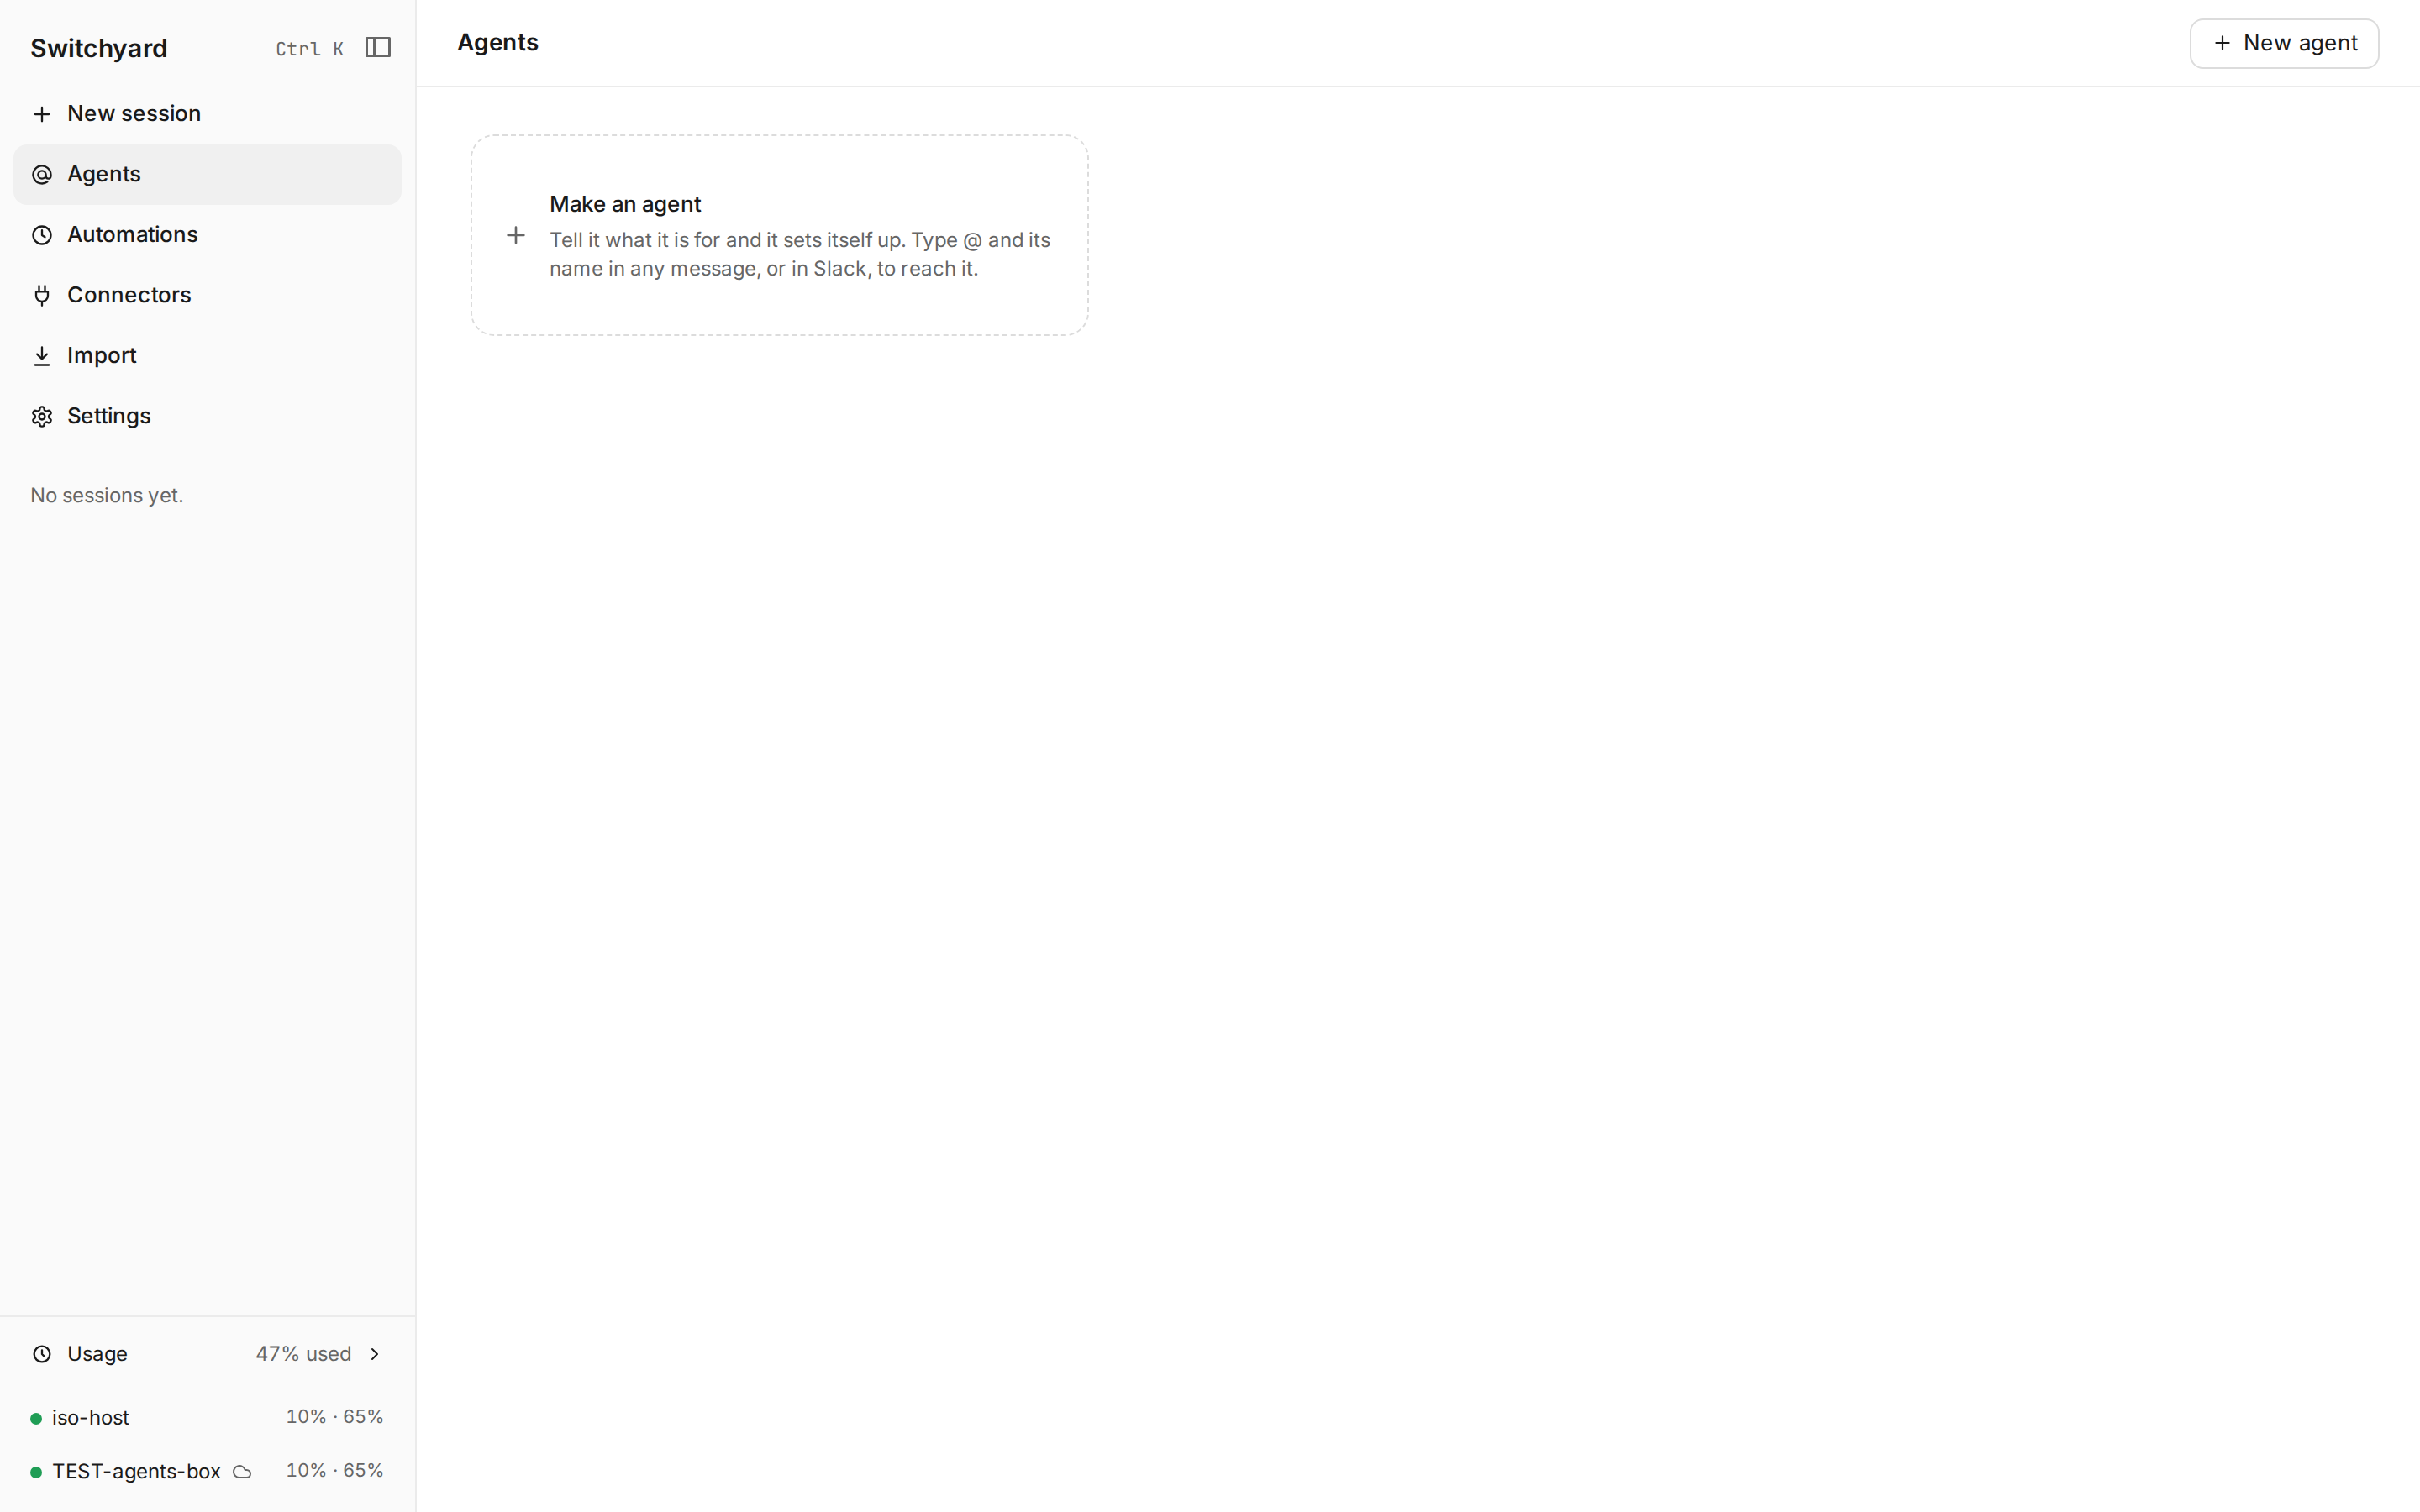 Switchyard
Ctrl K
New session
Agents
Automations
Connectors
Import
Settings
No sessions yet.
Usage
47% used
iso-host
10% · 65%
TEST-agents-box
10% · 65%
Agents
New agent
Make an agent
Tell it what it is for and it sets itself up. Type @ and its
name in any message, or in Slack, to reach it.